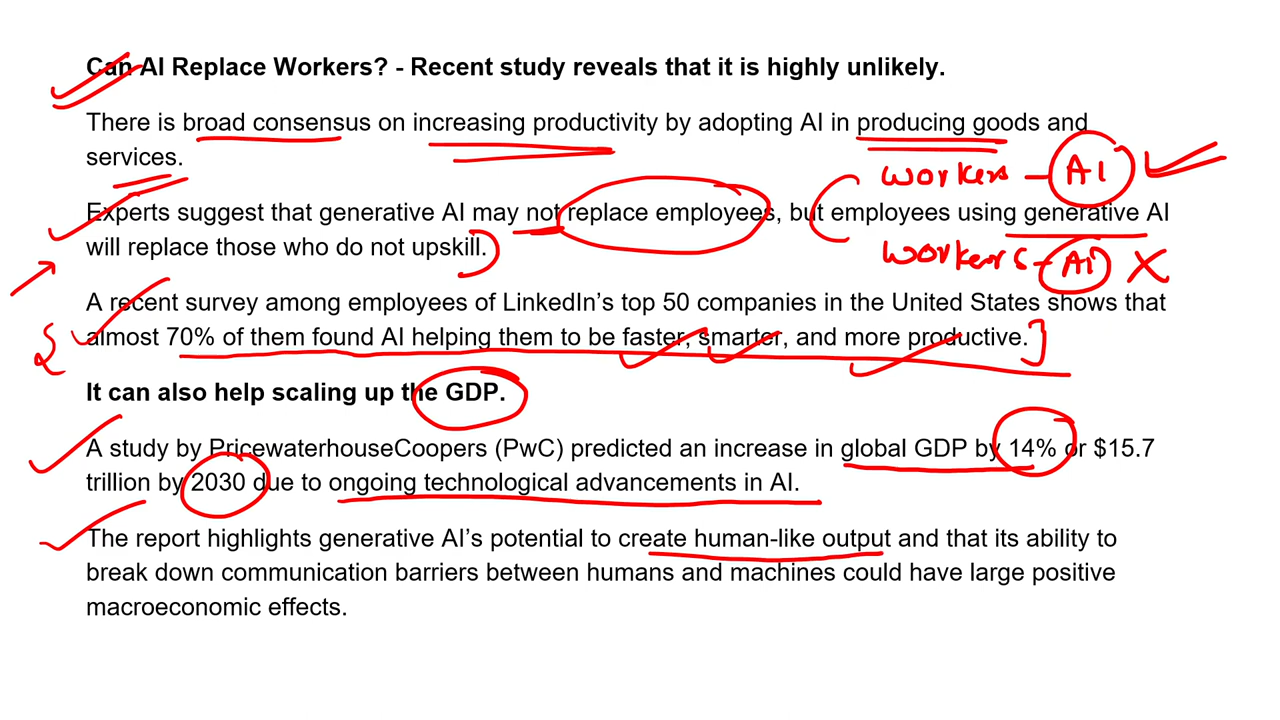 Can AI Replace Workers? - Recent study reveals that it is highly unlikely.
There is broad consensus on increasing productivity by adopting AI in producing goods and
services.
workers - AI
Experts suggest that generative AI may not replace employees, but employees using generative AI
will replace those who do not upskill.
workers - AI X
A recent survey among employees of LinkedIn's top 50 companies in the United States shows that
almost 70% of them found AI helping them to be faster, smarter, and more productive.
It can also help scaling up the GDP.
A study by PricewaterhouseCoopers (PwC) predicted an increase in global GDP by 14% or $15.7
trillion by 2030 due to ongoing technological advancements in AI.
The report highlights generative AI's potential to create human-like output and that its ability to
break down communication barriers between humans and machines could have large positive
macroeconomic effects.